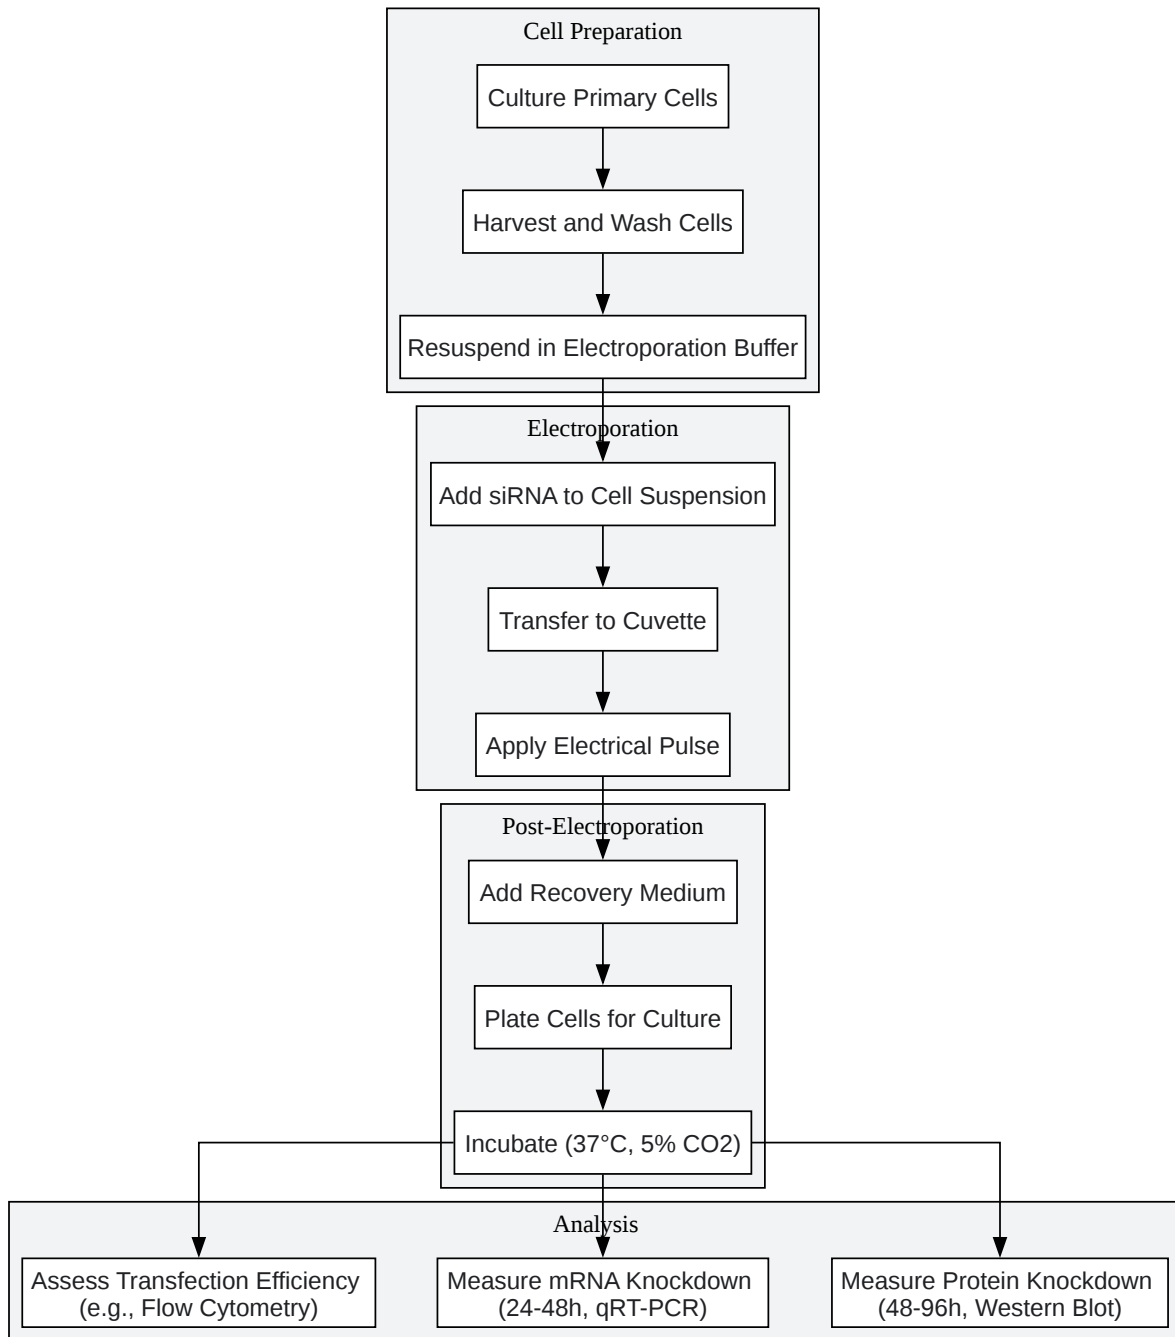 Cell Preparation
Culture Primary Cells
Harvest and Wash Cells
Resuspend in Electroporation Buffer
Electroporation
Add siRNA to Cell Suspension
Transfer to Cuvette
Apply Electrical Pulse
Post-Electroporation
Add Recovery Medium
Plate Cells for Culture
Incubate (37°C, 5% CO2)
Analysis
Assess Transfection Efficiency
(e.g., Flow Cytometry)
Measure mRNA Knockdown
(24-48h, qRT-PCR)
Measure Protein Knockdown
(48-96h, Western Blot)